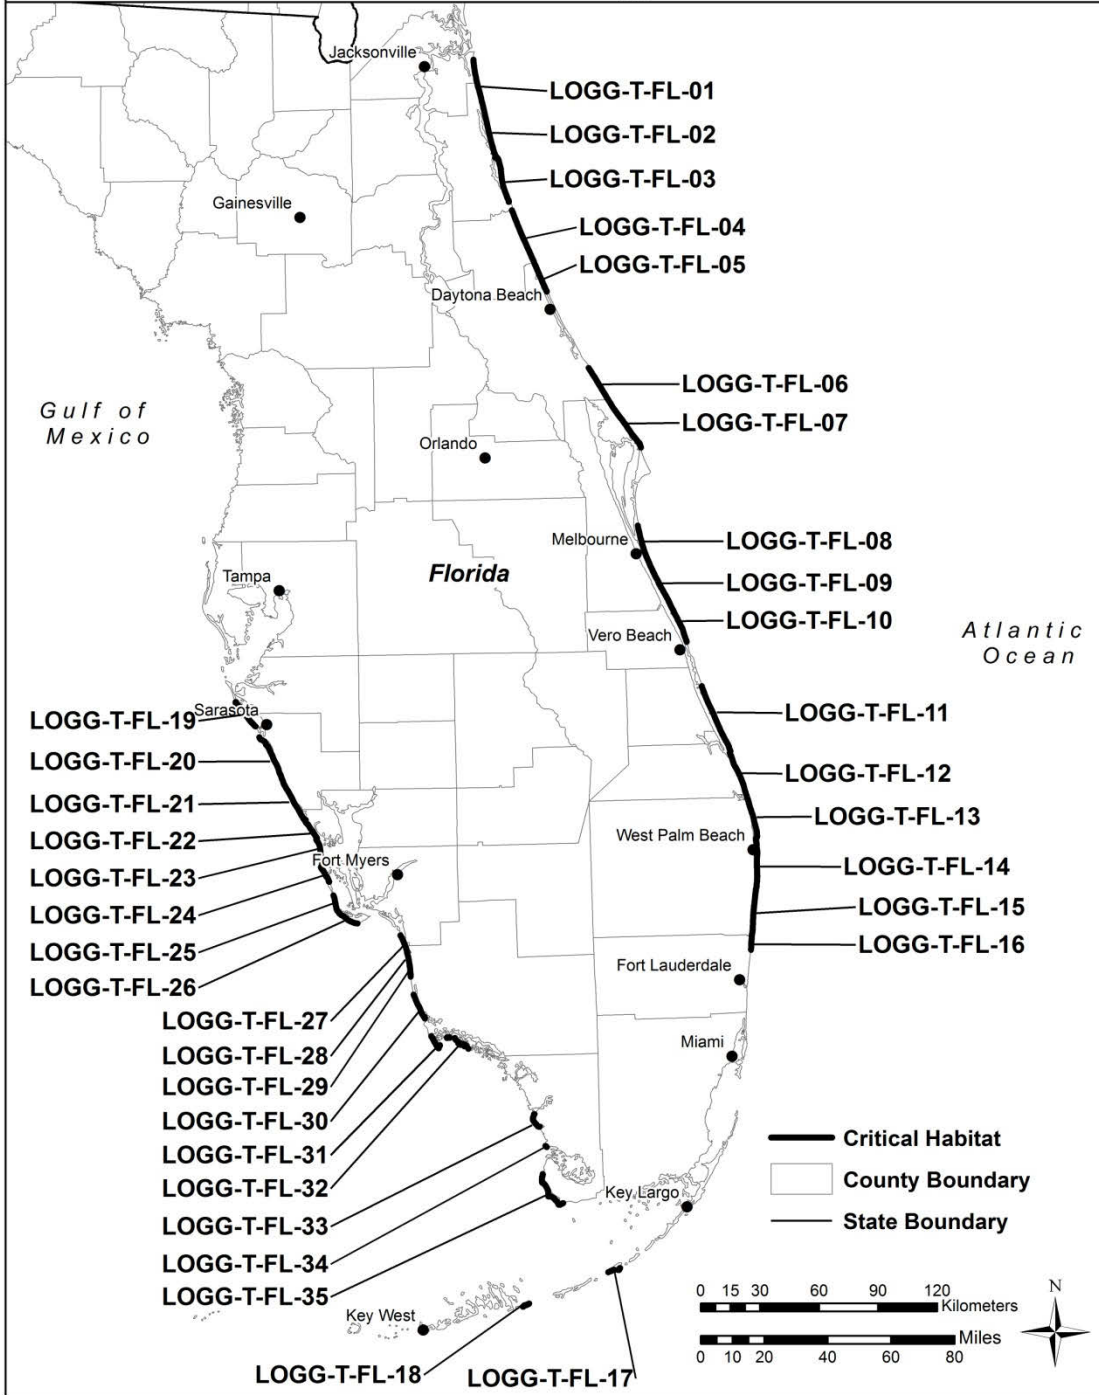 Jacksonville
LOGG-T-FL-01
LOGG-T-FL-02
LOGG-T-FL-03
Gainesville
LOGG-T-FL-04
LOGG-T-FL-05
Daytona Beach
LOGG-T-FL-06
Gulf of
Mexico
LOGG-T-FL-07
Orlando
Melbourne
LOGG-T-FL-08
Tampa
Florida
LOGG-T-FL-09
LOGG-T-FL-10
Vero Beach
Atlantic
Ocean
Sarasota
LOGG-T-FL-19
LOGG-T-FL-11
LOGG-T-FL-20
LOGG-T-FL-12
LOGG-T-FL-21
LOGG-T-FL-13
LOGG-T-FL-22
West Palm Beach
Fort Myers
LOGG-T-FL-14
LOGG-T-FL-23
LOGG-T-FL-24
LOGG-T-FL-15
LOGG-T-FL-25
LOGG-T-FL-16
LOGG-T-FL-26
Fort Lauderdale
LOGG-T-FL-27
LOGG-T-FL-28
Miami
LOGG-T-FL-29
LOGG-T-FL-30
LOGG-T-FL-31
LOGG-T-FL-32
LOGG-T-FL-33
LOGG-T-FL-34
LOGG-T-FL-35
Critical Habitat
County Boundary
State Boundary
Key Largo
Key West
LOGG-T-FL-18
LOGG-T-FL-17
0 15 30 60 90 120
Kilometers
Miles
0 10 20 40 60 80
N